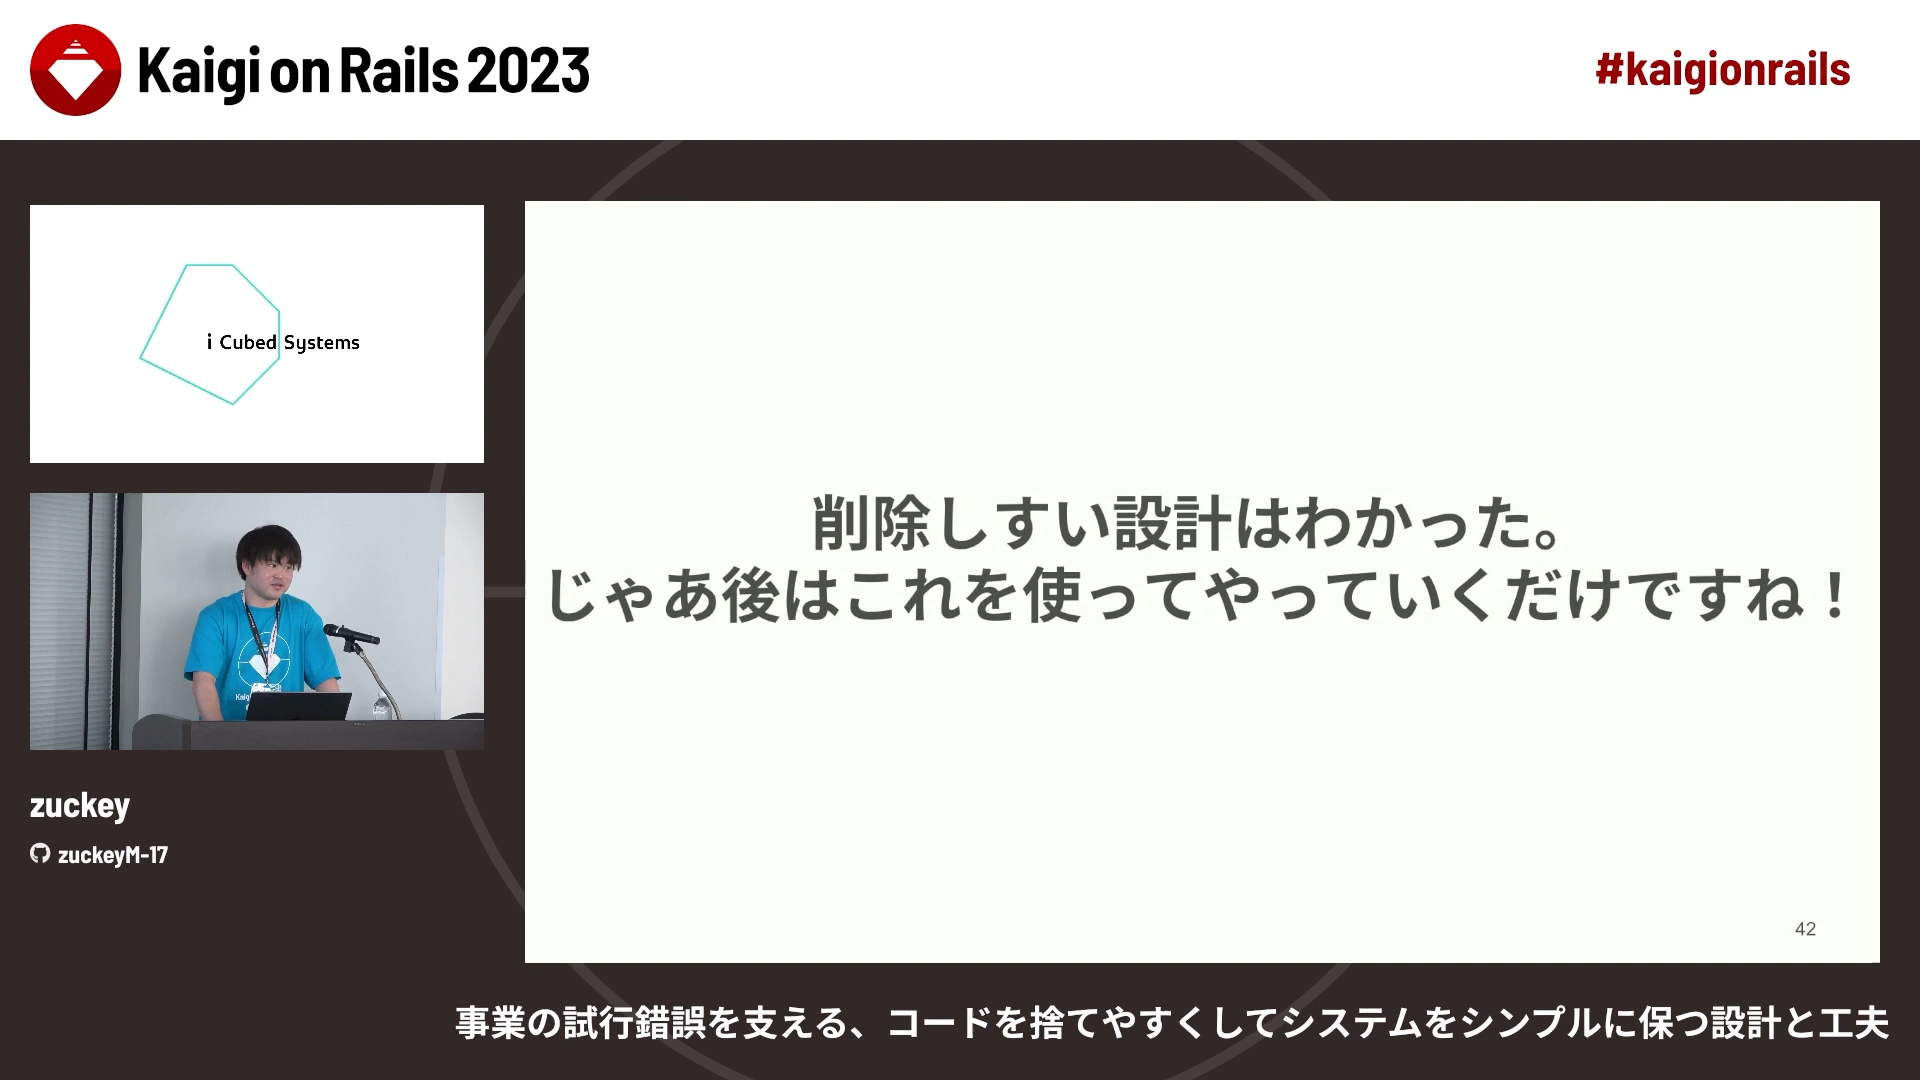 Kaigi on Rails 2023
#kaigionrails
i Cubed Systems
削除しすい設計はわかった。
じゃあ後はこれを使ってやっていくだけですね！
42
zuckey
zuckeyM-17
事業の試行錯誤を支える、コードを捨てやすくしてシステムをシンプルに保つ設計と工夫